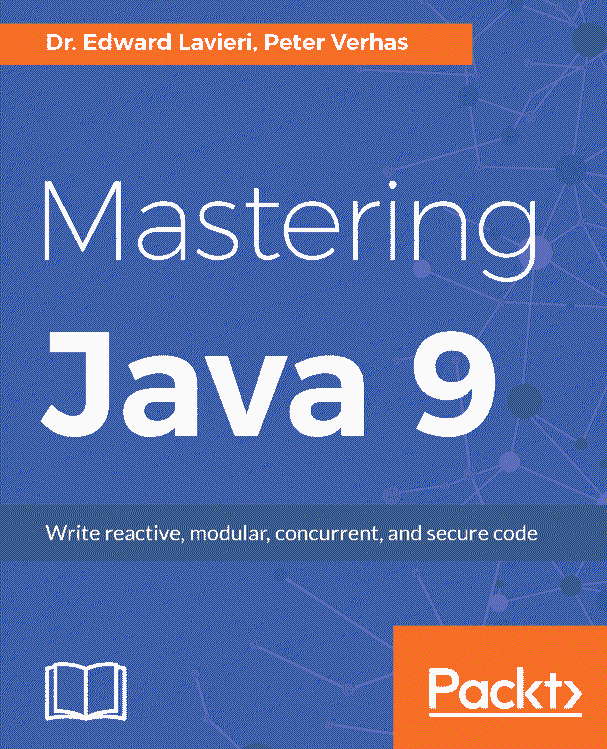 Dr. Edward Lavieri, Peter Verhas
Mastering
Java 9
Write reactive, modular, concurrent, and secure code
Packt>